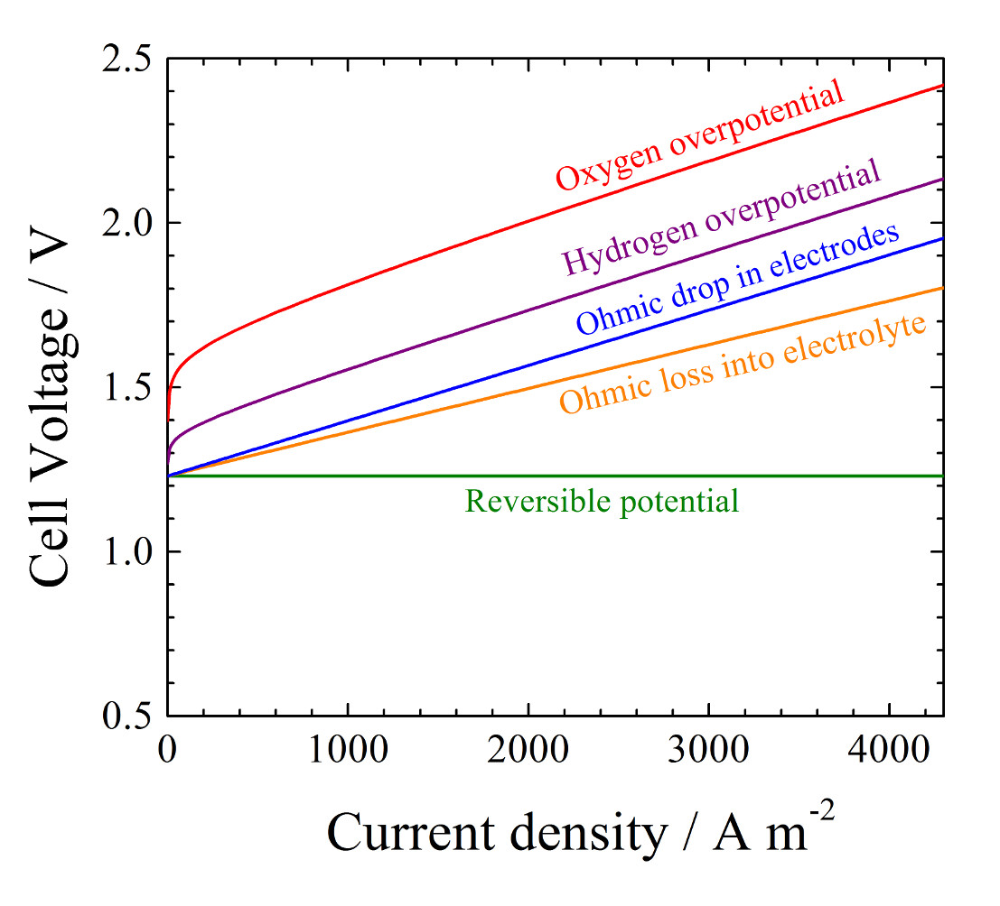 2.5
2.0
1.5
1.0
0.5
Cell Voltage / V
Oxygen overpotential
Hydrogen overpotential
Ohmic drop in electrodes
Ohmic loss into electrolyte
Reversible potential
0 1000 2000 3000 4000
Current density / A m⁻²